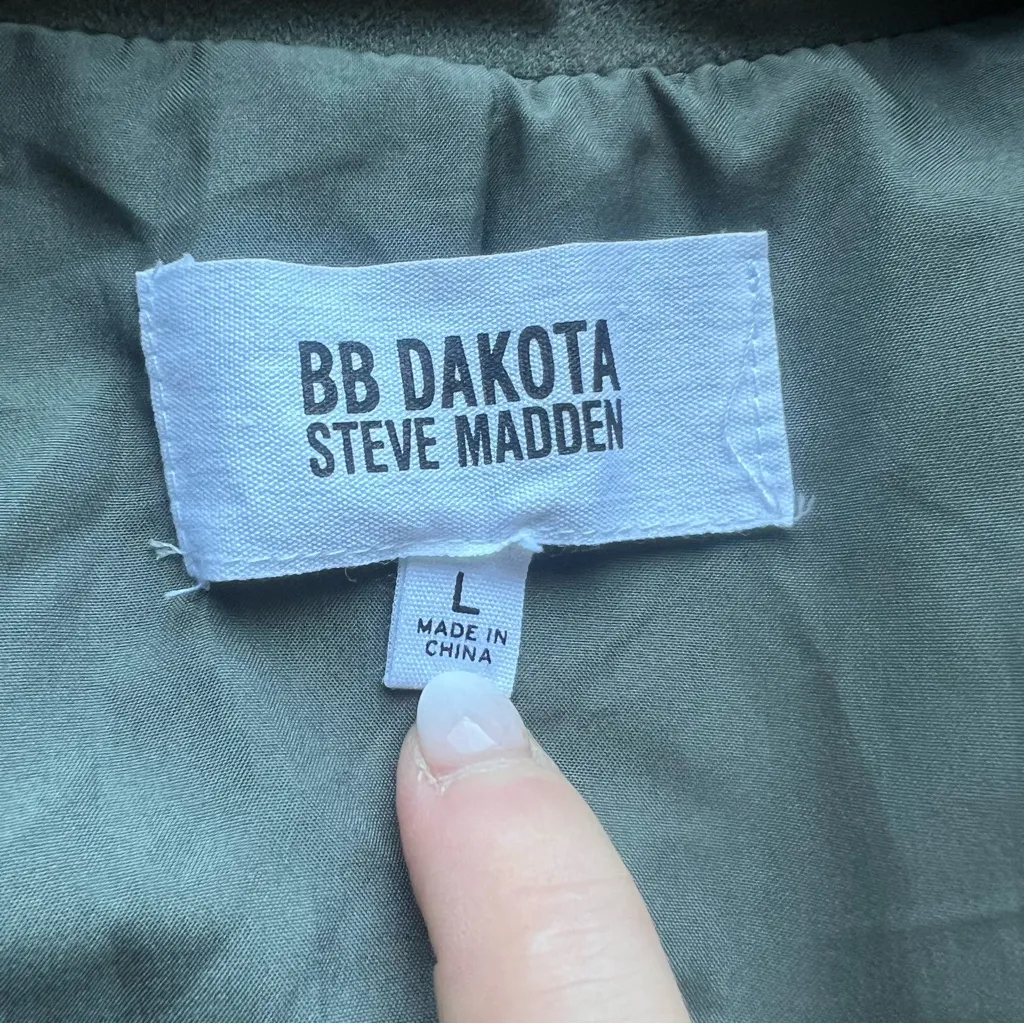 BB DAKOTA
STEVE MADDEN
L
MADE IN
CHINA